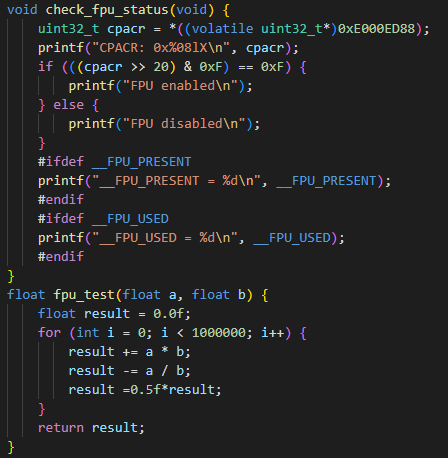 void check_fpu_status(void) {
    uint32_t cpacr = *((volatile uint32_t*)0xE000ED88);
    printf("CPACR: 0x%08lX\n", cpacr);
    if (((cpacr >> 20) & 0xF) == 0xF) {
        printf("FPU enabled\n");
    } else {
        printf("FPU disabled\n");
    }
    #ifdef __FPU_PRESENT
    printf("__FPU_PRESENT = %d\n", __FPU_PRESENT);
    #endif
    #ifdef __FPU_USED
    printf("__FPU_USED = %d\n", __FPU_USED);
    #endif
}
float fpu_test(float a, float b) {
    float result = 0.0f;
    for (int i = 0; i < 1000000; i++) {
        result += a * b;
        result -= a / b;
        result =0.5f*result;
    }
    return result;
}